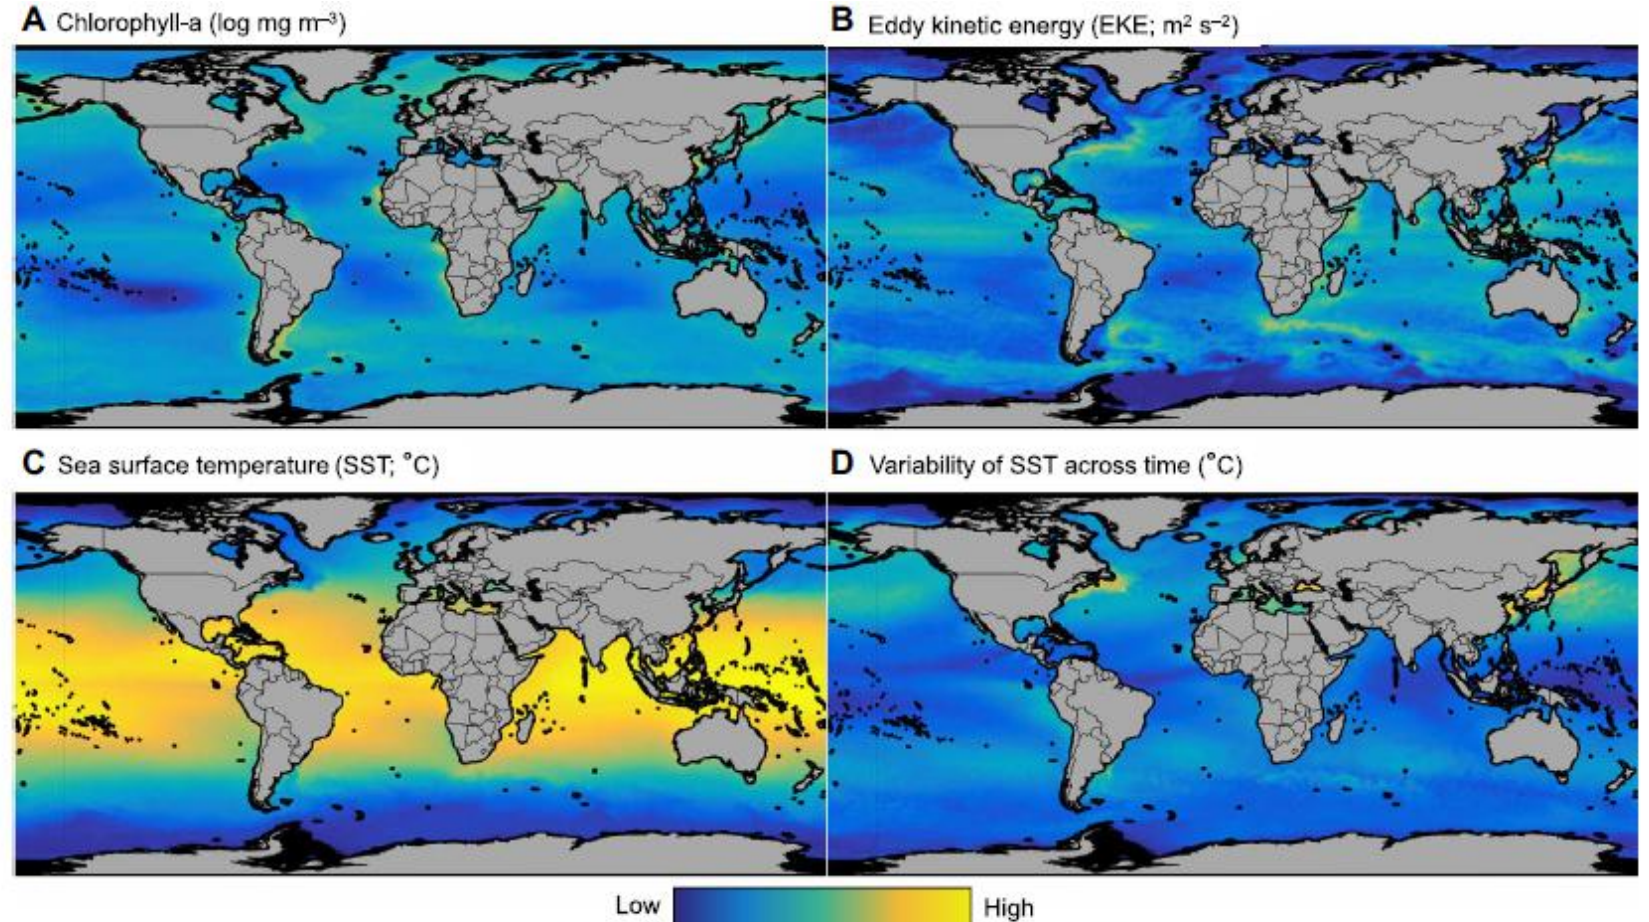 A Chlorophyll-a (log mg m⁻³)
B Eddy kinetic energy (EKE; m² s⁻²)
C Sea surface temperature (SST; °C)
D Variability of SST across time (°C)
Low High